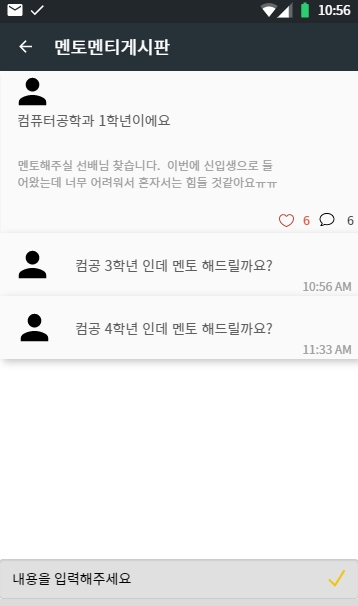 10:56
멘토멘티게시판
컴퓨터공학과 1학년이에요
멘토해주실 선배님 찾습니다. 이번에 신입생으로 들
어왔는데 너무 어려워서 혼자서는 힘들 것같아요ㅠㅠ
6 6
컴공 3학년 인데 멘토 해드릴까요?
10:56 AM
컴공 4학년 인데 멘토 해드릴까요?
11:33 AM
내용을 입력해주세요